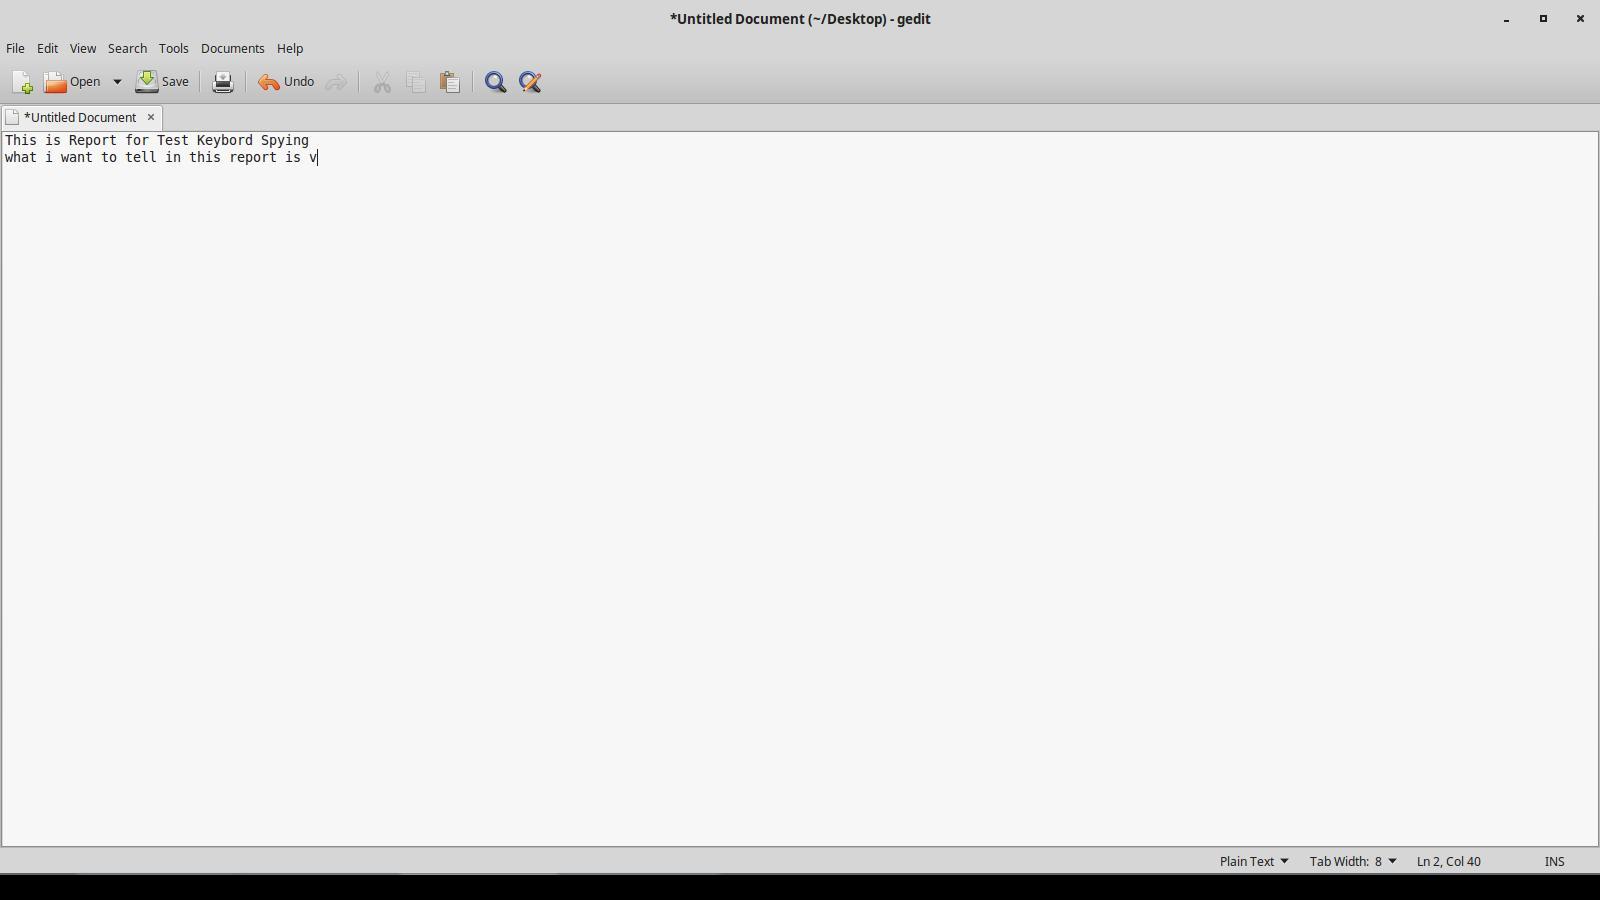 *Untitled Document (~/Desktop) - gedit
File Edit View Search Tools Documents Help
Open Save Undo
*Untitled Document
This is Report for Test Keybord Spying
what i want to tell in this report is v
Plain Text Tab Width: 8 Ln 2, Col 40 INS